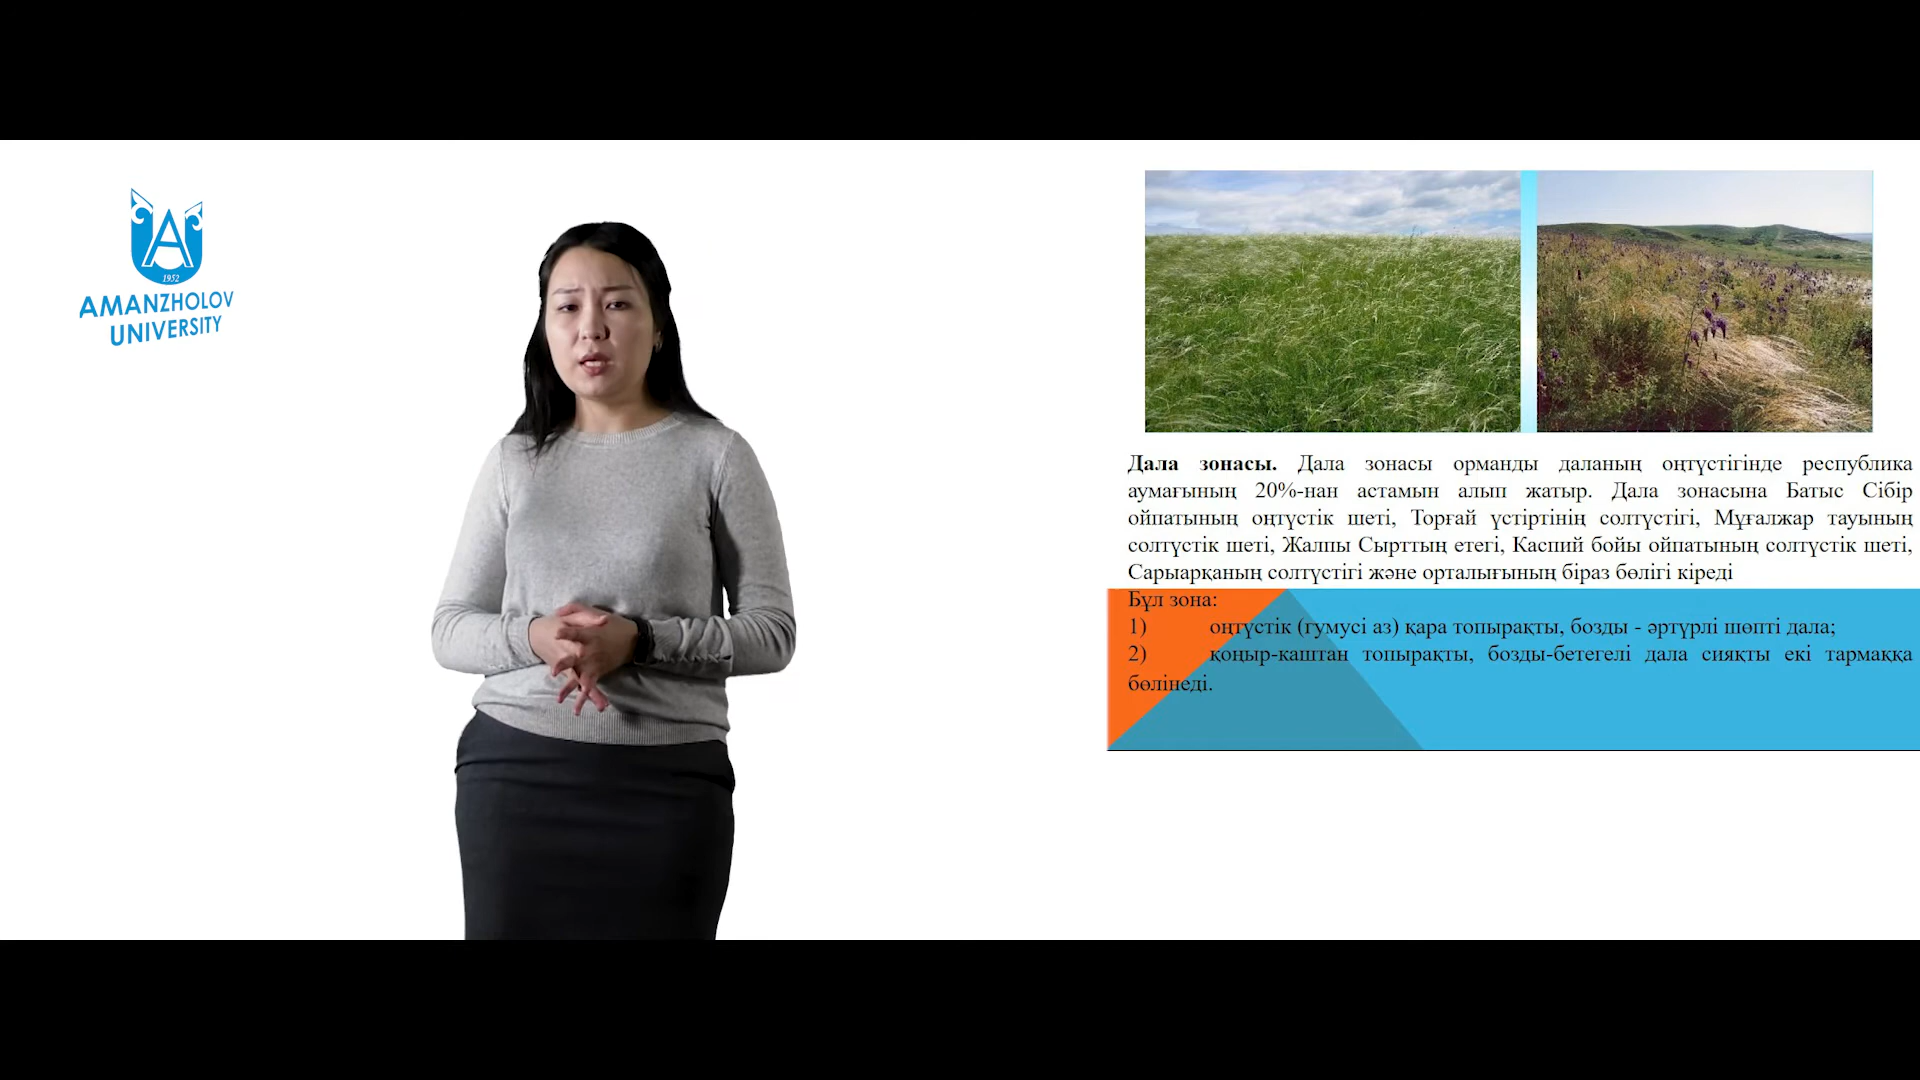 1952
AMANZHOLOV
UNIVERSITY
Дала зонасы. Дала зонасы орманды даланың оңтүстігінде республика
аумағының 20%-нан астамын алып жатыр. Дала зонасына Батыс Сібір
ойпатының оңтүстік шеті, Торғай үстіртінің солтүстігі, Мұғалжар тауының
солтүстік шеті, Жалпы Сырттың етегі, Каспий бойы ойпатының солтүстік шеті,
Сарыарқаның солтүстігі және орталығының біраз бөлігі кіреді
Бұл зона:
1) оңтүстік (гумусі аз) қара топырақты, бозды - әртүрлі шөпті дала;
2) қоңыр-каштан топырақты, бозды-бетегелі дала сияқты екі тармаққа
бөлінеді.